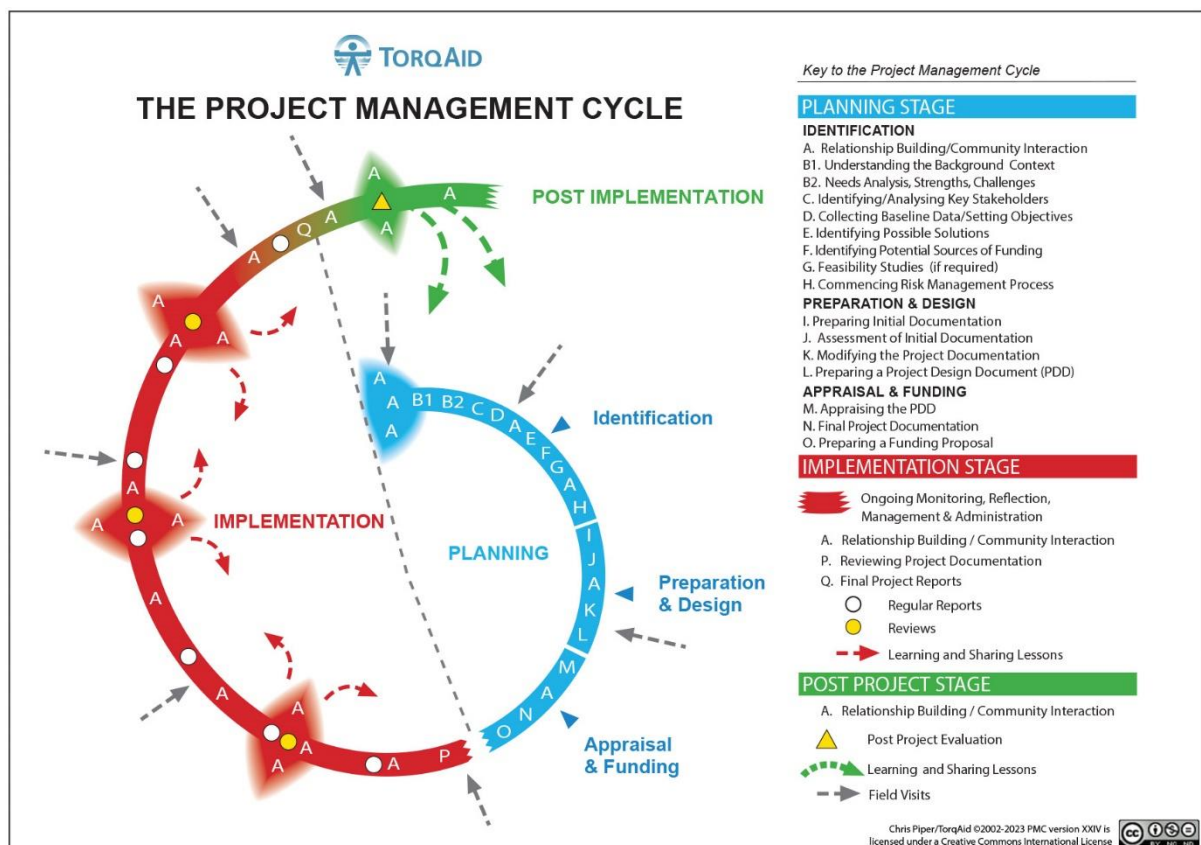 TORQAID
THE PROJECT MANAGEMENT CYCLE
A
A
A
POST IMPLEMENTATION
A
Q
A
A
A
A
A
A
A
A
A
IMPLEMENTATION
A
A
A
A
A
A
P
A
A
A
B1
B2
C
D
A
E
F
G
A
H
Identification
PLANNING
I
J
A
K
L
Preparation
& Design
M
A
N
O
Appraisal
& Funding
Key to the Project Management Cycle
PLANNING STAGE
IDENTIFICATION
A. Relationship Building/Community Interaction
B1. Understanding the Background Context
B2. Needs Analysis, Strengths, Challenges
C. Identifying/Analysing Key Stakeholders
D. Collecting Baseline Data/Setting Objectives
E. Identifying Possible Solutions
F. Identifying Potential Sources of Funding
G. Feasibility Studies (if required)
H. Commencing Risk Management Process
PREPARATION & DESIGN
I. Preparing Initial Documentation
J. Assessment of Initial Documentation
K. Modifying the Project Documentation
L. Preparing a Project Design Document (PDD)
APPRAISAL & FUNDING
M. Appraising the PDD
N. Final Project Documentation
O. Preparing a Funding Proposal
IMPLEMENTATION STAGE
Ongoing Monitoring, Reflection,
Management & Administration
A. Relationship Building / Community Interaction
P. Reviewing Project Documentation
Q. Final Project Reports
Regular Reports
Reviews
Learning and Sharing Lessons
POST PROJECT STAGE
A. Relationship Building / Community Interaction
Post Project Evaluation
Learning and Sharing Lessons
Field Visits
Chris Piper/TorqAid ©2002-2023 PMC version XXIV is
licensed under a Creative Commons International License
cc
BY NC ND